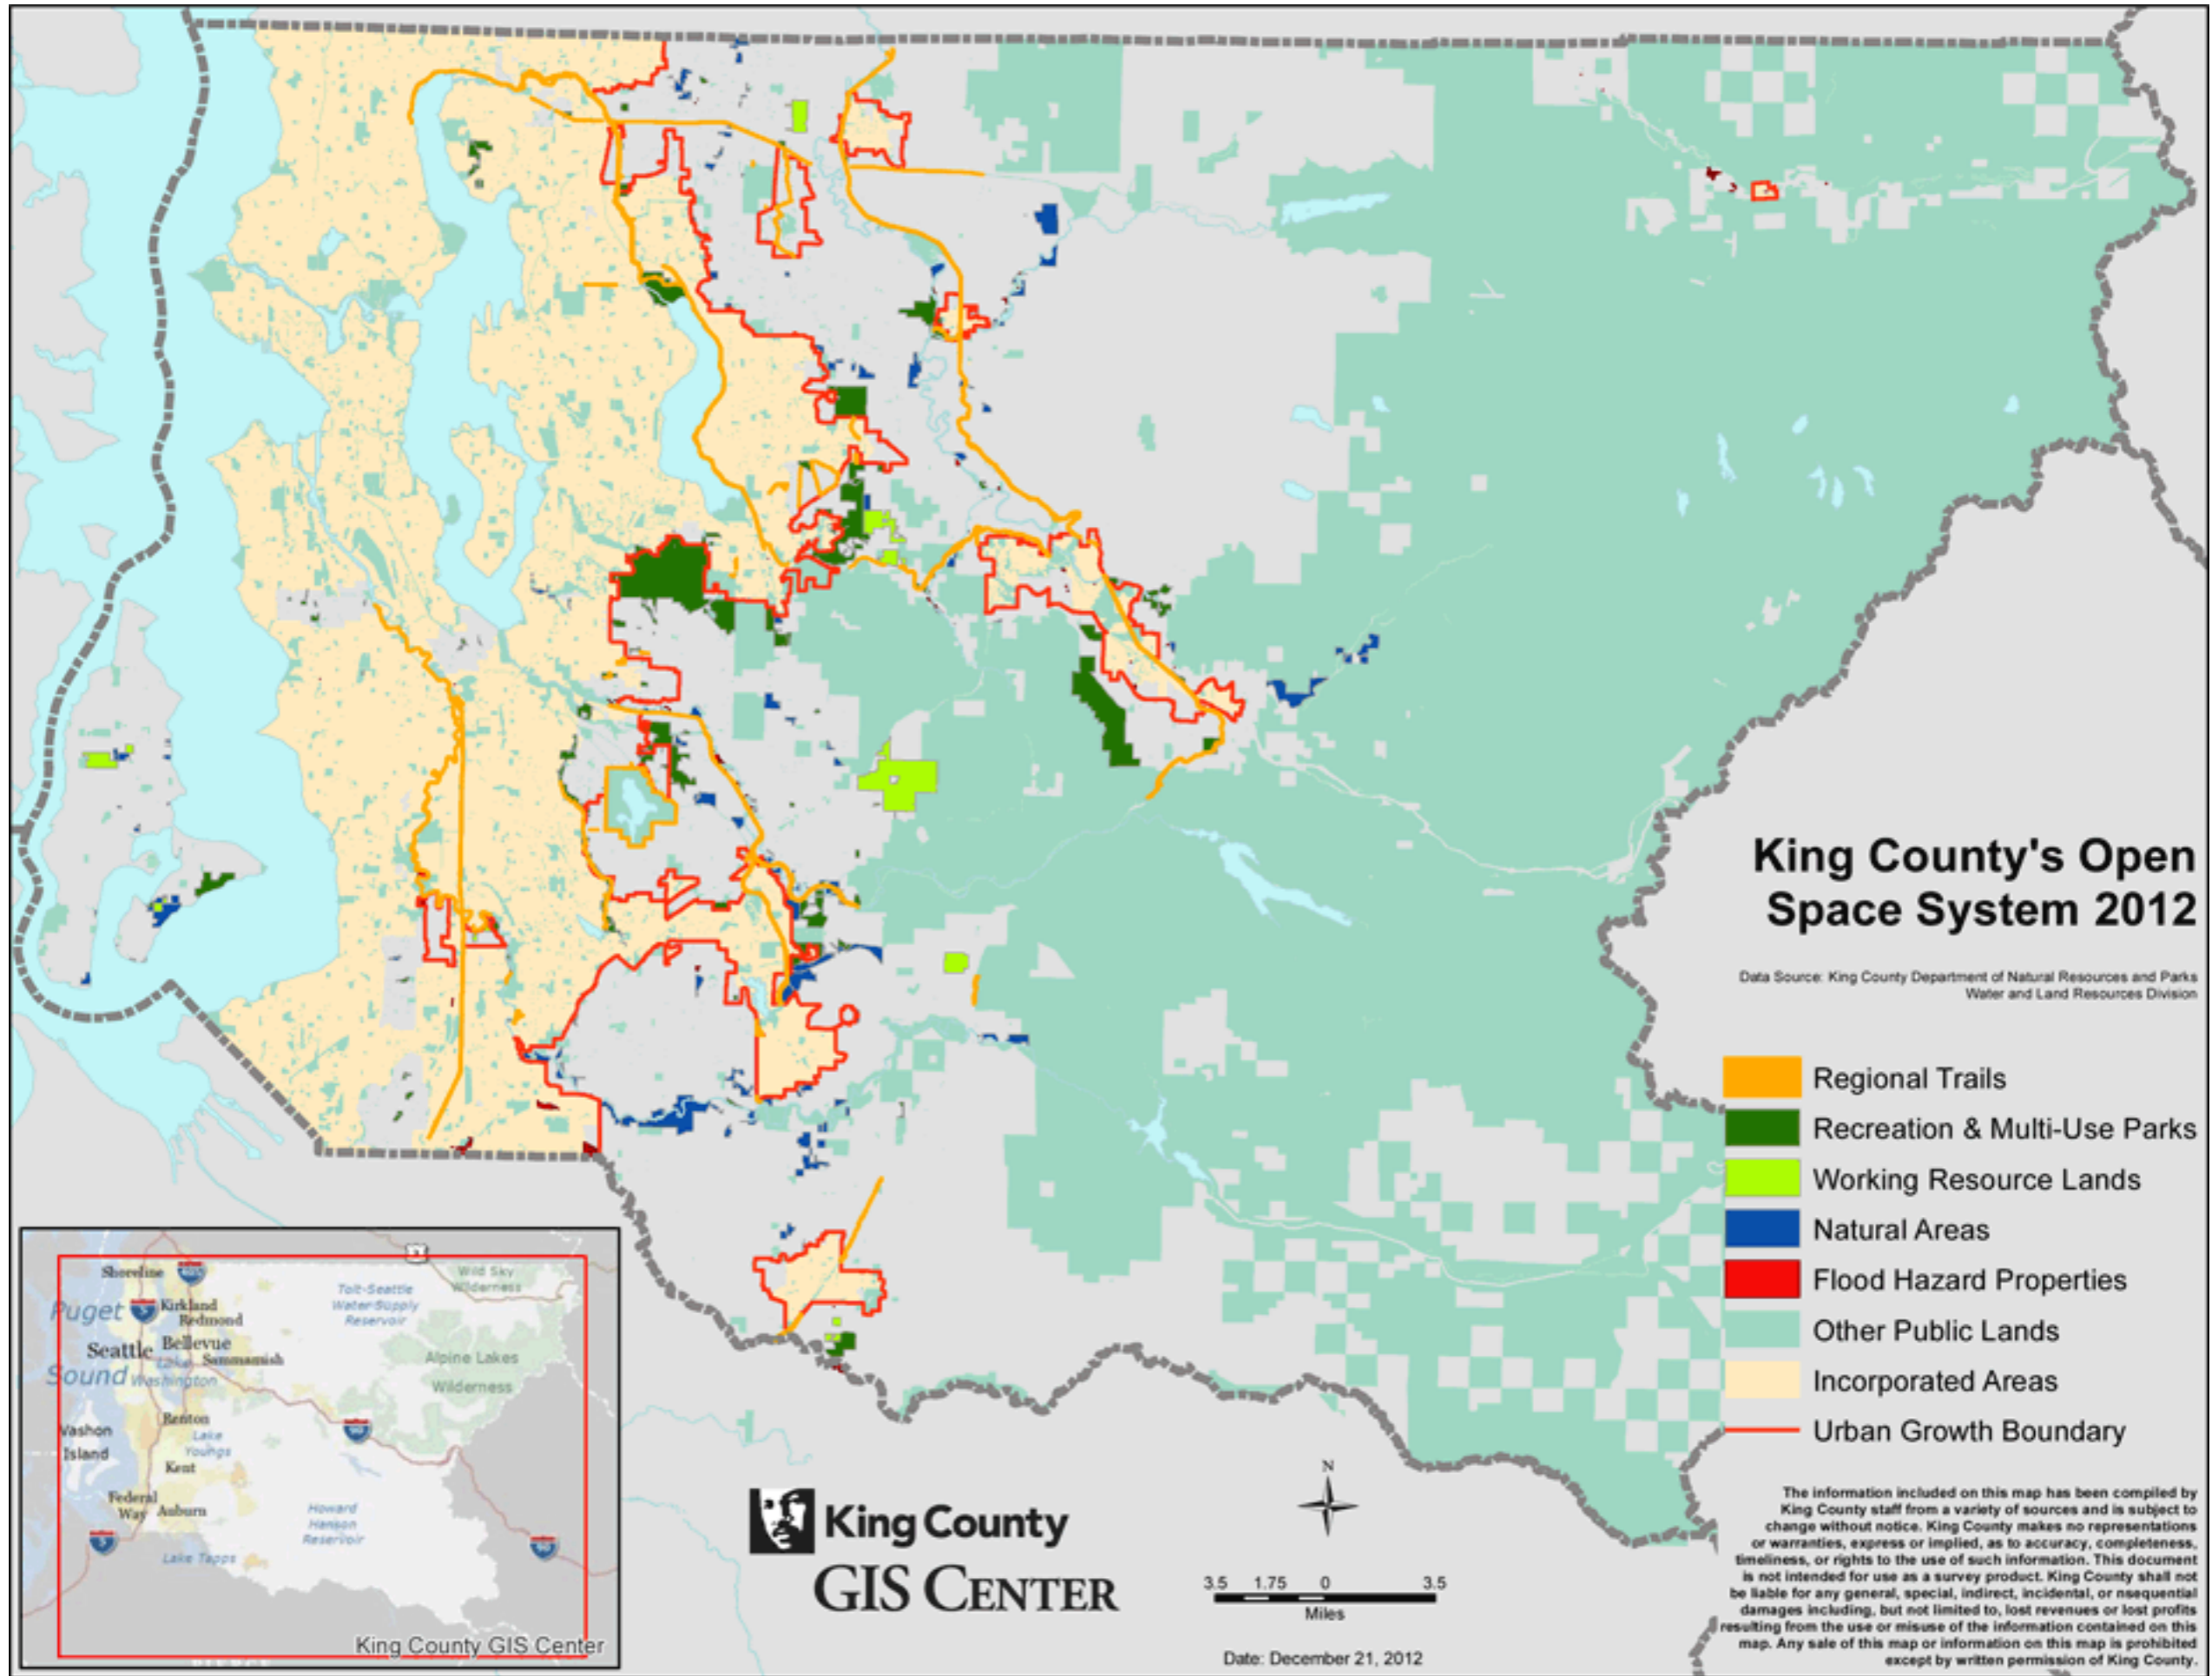 King County's Open
Space System 2012
Data Source: King County Department of Natural Resources and Parks
Water and Land Resources Division
Regional Trails
Recreation & Multi-Use Parks
Working Resource Lands
Natural Areas
Flood Hazard Properties
Other Public Lands
Incorporated Areas
Urban Growth Boundary
The information included on this map has been compiled by
King County staff from a variety of sources and is subject to
change without notice. King County makes no representations
or warranties, express or implied, as to accuracy, completeness,
timeliness, or rights to the use of such information. This document
is not intended for use as a survey product. King County shall not
be liable for any general, special, indirect, incidental, or nsequential
damages including, but not limited to, lost revenues or lost profits
resulting from the use or misuse of the information contained on this
map. Any sale of this map or information on this map is prohibited
except by written permission of King County.
Shoreline
405
Wild Sky
Wilderness
Tolt-Seattle
Water Supply
Reservoir
Puget
5
Kirkland
Redmond
Seattle
Bellevue
Lake
Sammamish
Sound
Washington
Alpine Lakes
Wilderness
Renton
90
Vashon
Island
Lake
Youngs
Kent
Federal
Way
Auburn
Howard
Hanson
Reservoir
5
Lake Tapps
90
King County GIS Center
King County
GIS CENTER
N
3.5 1.75 0 3.5
Miles
Date: December 21, 2012